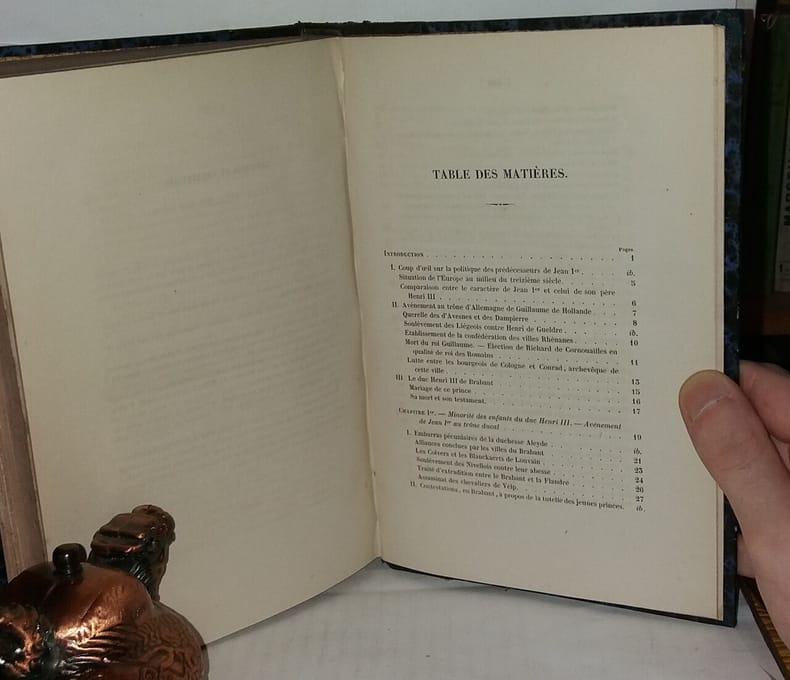 TABLE DES MATIÈRES.
Pages.
INTRODUCTION . . . . . . . . . . 1
I. Coup d'œil sur la politique des prédécesseurs de Jean Ier. . . . ib.
Situation de l'Europe au milieu du treizième siècle. . . . . 5
Comparaison entre le caractère de Jean Ier et celui de son père
Henri III . . . . . . . . . . 6
II. Avénement au trône d'Allemagne de Guillaume de Hollande . . . 7
Querelle des d'Avesnes et des Dampierre . . . . . . 8
Soulèvement des Liégeois contre Henri de Gueldre . . . . . ib.
Établissement de la confédération des villes Rhénanes . . . . 10
Mort du roi Guillaume. — Élection de Richard de Cornouailles en
qualité de roi des Romains . . . . . . . . 11
Lutte entre les bourgeois de Cologne et Conrad, archevêque de
cette ville . . . . . . . . . . 13
III. Le duc Henri III de Brabant . . . . . . . . 15
Mariage de ce prince . . . . . . . . . 16
Sa mort et son testament. . . . . . . . . 17
CHAPITRE Ier. — Minorité des enfants du duc Henri III. — Avénement
de Jean Ier au trône ducal . . . . . . . 19
I. Embarras pécuniaires de la duchesse Aleyde . . . . . ib.
Alliances conclues par les villes du Brabant . . . . . 21
Les Colvers et les Blanckaerts de Louvain . . . . . . 23
Soulèvement des Nivellois contre leur abbesse . . . . . 24
Traité d'extradition entre le Brabant et la Flandre . . . . 26
Assassinat des chevaliers de Velp. . . . . . . . 27
II. Contestations, en Brabant, à propos de la tutelle des jeunes princes. ib.